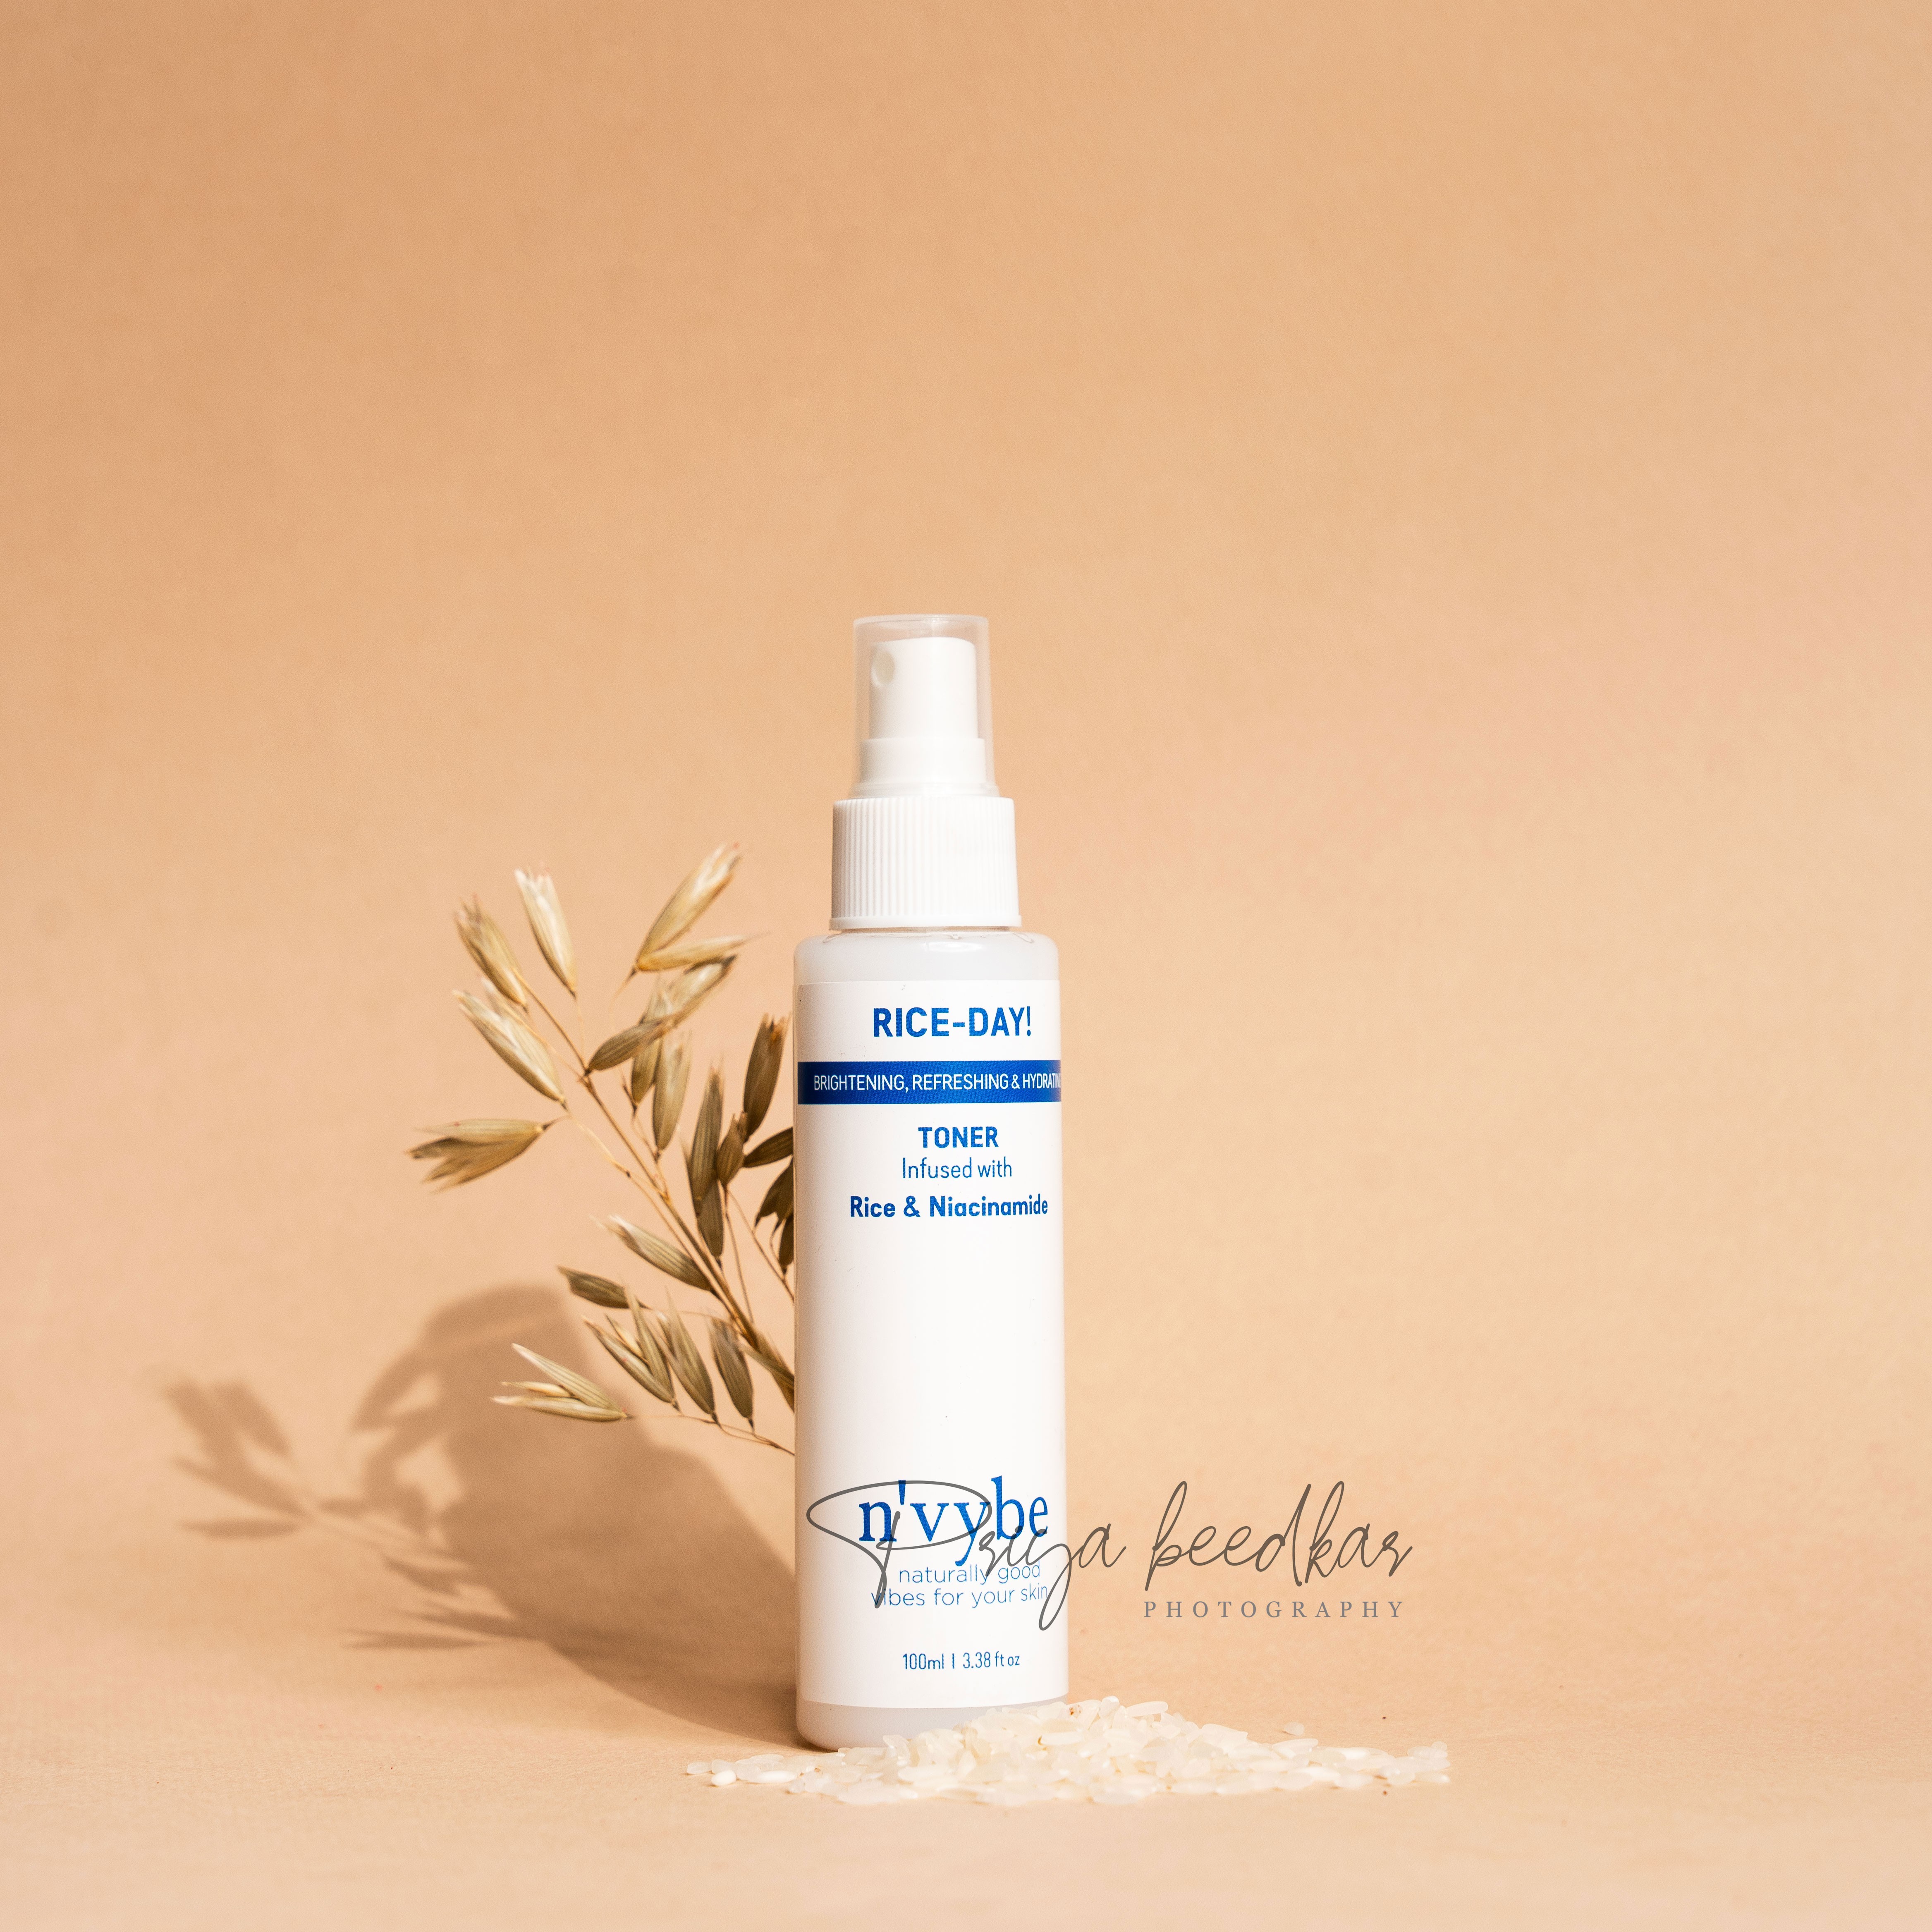 RICE-DAY!
BRIGHTENING, REFRESHING & HYDRATING
TONER
Infused with
Rice & Niacinamide
n'vybe
Priya beedkar
naturally good
vibes for your skin
PHOTOGRAPHY
100ml | 3.38 ft oz